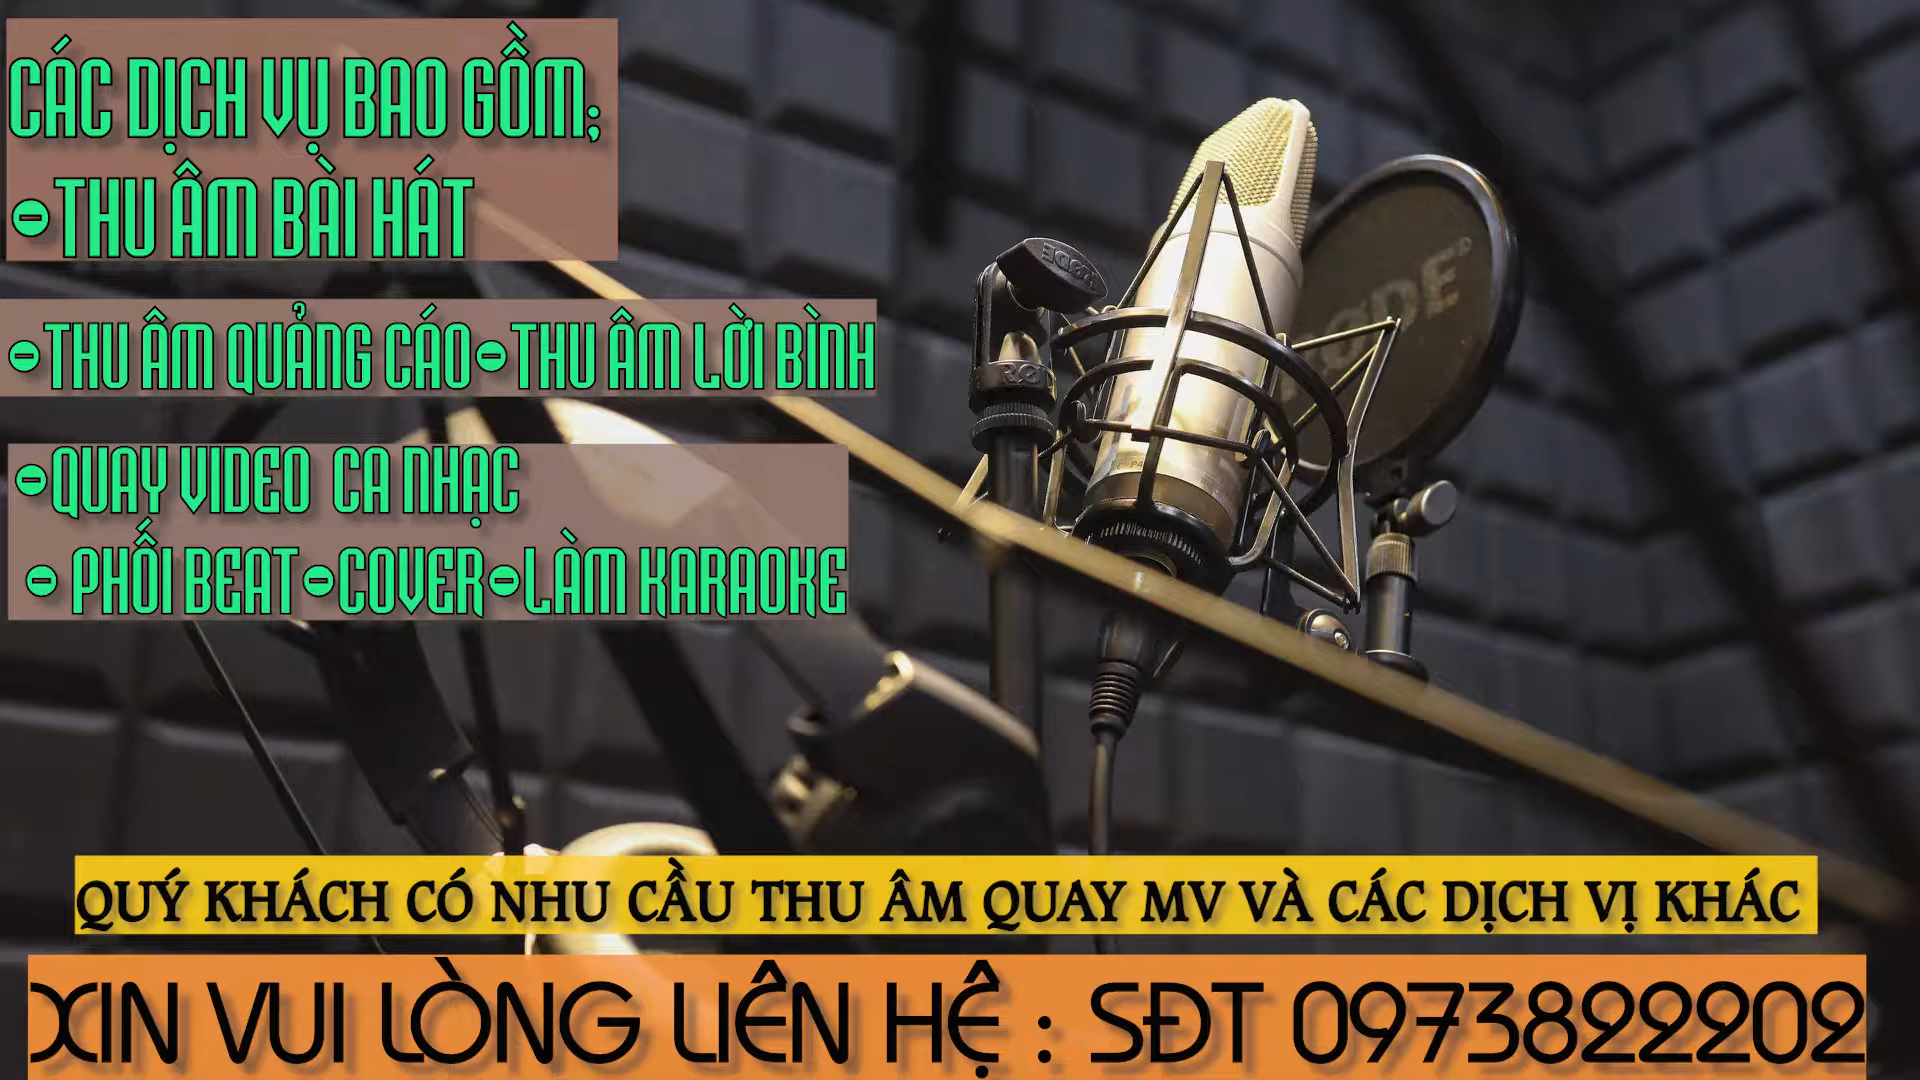 CÁC DỊCH VỤ BAO GỒM;
⊖THU ÂM BÀI HÁT
⊖THU ÂM QUẢNG CÁO⊖THU ÂM LỜI BÌNH
⊖QUAY VIDEO CA NHẠC
⊖ PHỐI BEAT⊖COVER⊖LÀM KARAOKE
RØDE
RØDE
QUÝ KHÁCH CÓ NHU CẦU THU ÂM QUAY MV VÀ CÁC DỊCH VỊ KHÁC
XIN VUI LÒNG LIÊN HỆ : SĐT 0973822202